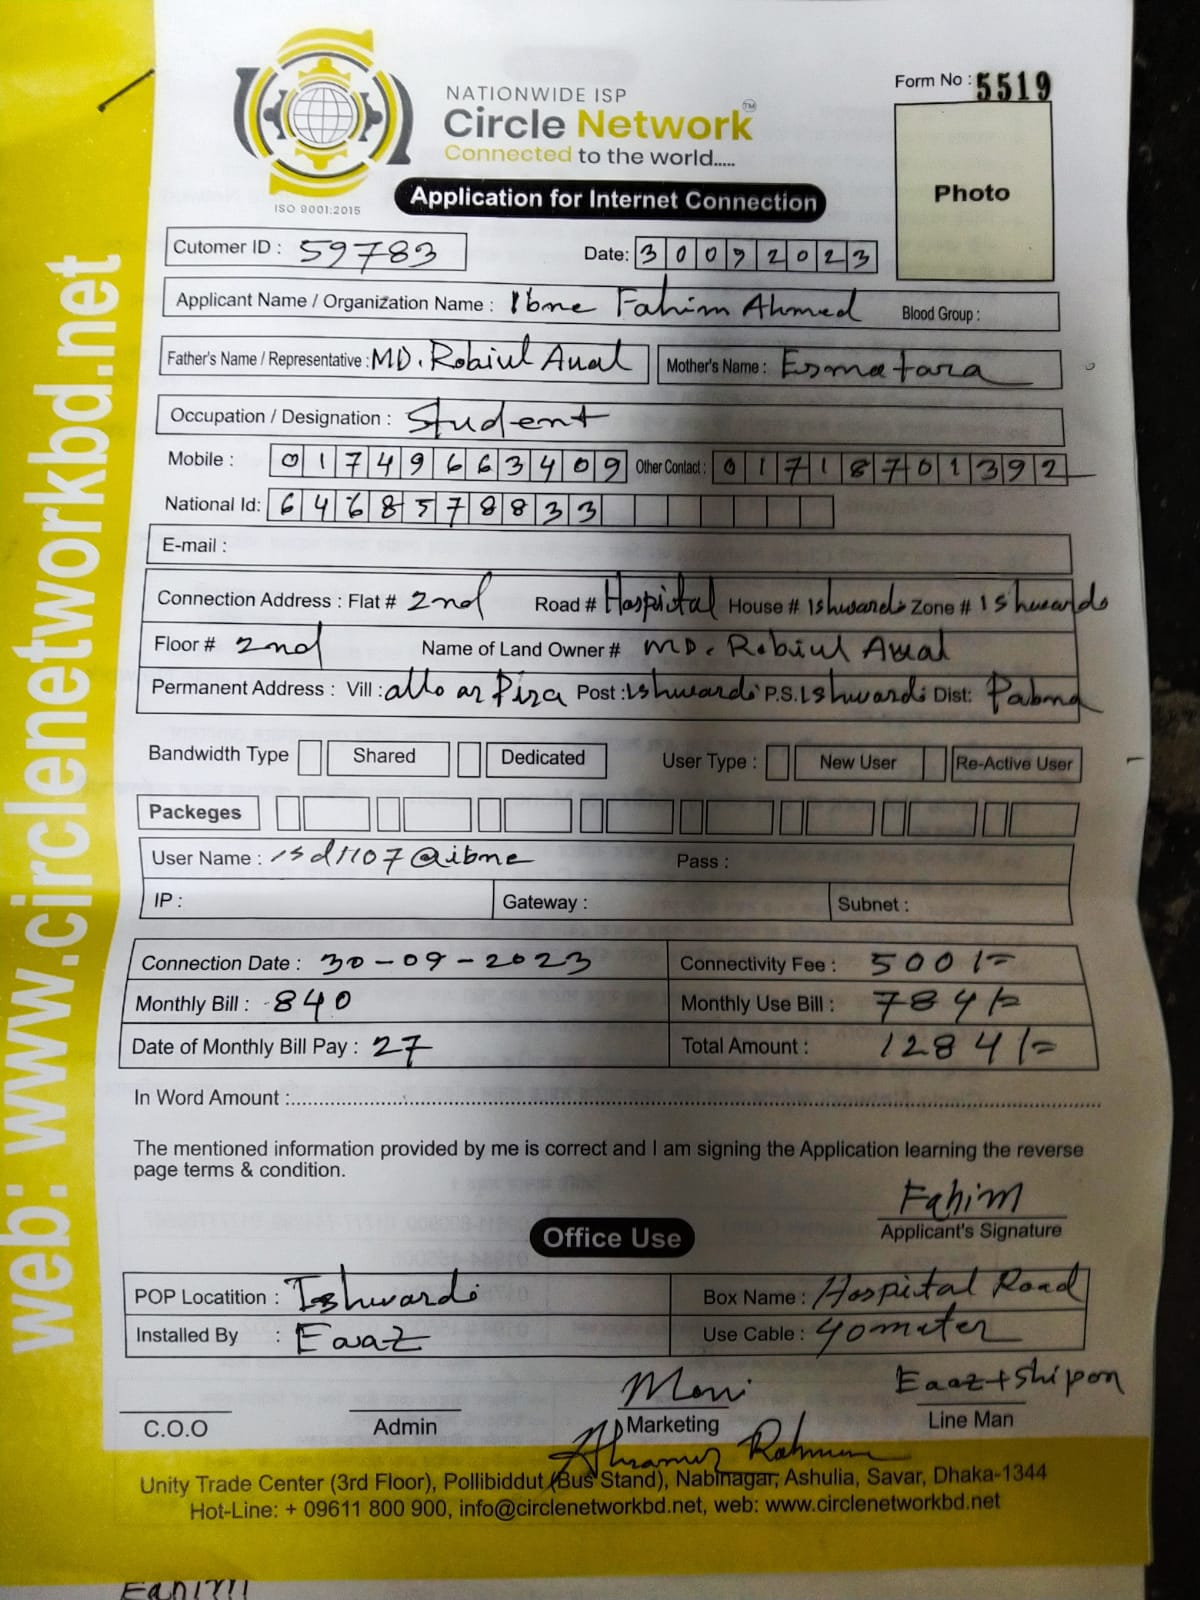 web: www.circlenetworkbd.net
NATIONWIDE ISP
Circle Network™
Connected to the world.....
ISO 9001:2015
Form No : 5519
Photo
Application for Internet Connection
Cutomer ID : 59783 Date: 30092023
Applicant Name / Organization Name : Ibne Fahim Ahmed Blood Group :
Father's Name / Representative : MD. Robiul Aual Mother's Name : Esmatara
Occupation / Designation : Student
Mobile : 01749663409 Other Contact : 01718701392
National Id: 6468578833
E-mail :
Connection Address : Flat # 2nd Road # Hospital House # Ishwardi Zone # Ishwardi
Floor # 2nd Name of Land Owner # MD. Robiul Aual
Permanent Address : Vill : Post : Ishwardi P.S. Ishwardi Dist: Pabna
Bandwidth Type Shared Dedicated User Type : New User Re-Active User
Packeges
User Name : isd1107@ibne Pass :
IP : Gateway : Subnet :
Connection Date : 30-09-2023 Connectivity Fee : 500/=
Monthly Bill : 840 Monthly Use Bill : 784/=
Date of Monthly Bill Pay : 27 Total Amount : 1284/=
In Word Amount :
The mentioned information provided by me is correct and I am signing the Application learning the reverse
page terms & condition.
Fahim
Applicant's Signature
Office Use
POP Locatition : Ishwardi Box Name : Hospital Road
Installed By : Eaaz Use Cable : 40 meter
Moni Eaaz+Shipon
C.O.O Admin Marketing Line Man
Rahman
Unity Trade Center (3rd Floor), Pollibiddut (Bus Stand), Nabinagar, Ashulia, Savar, Dhaka-1344
Hot-Line: + 09611 800 900, info@circlenetworkbd.net, web: www.circlenetworkbd.net